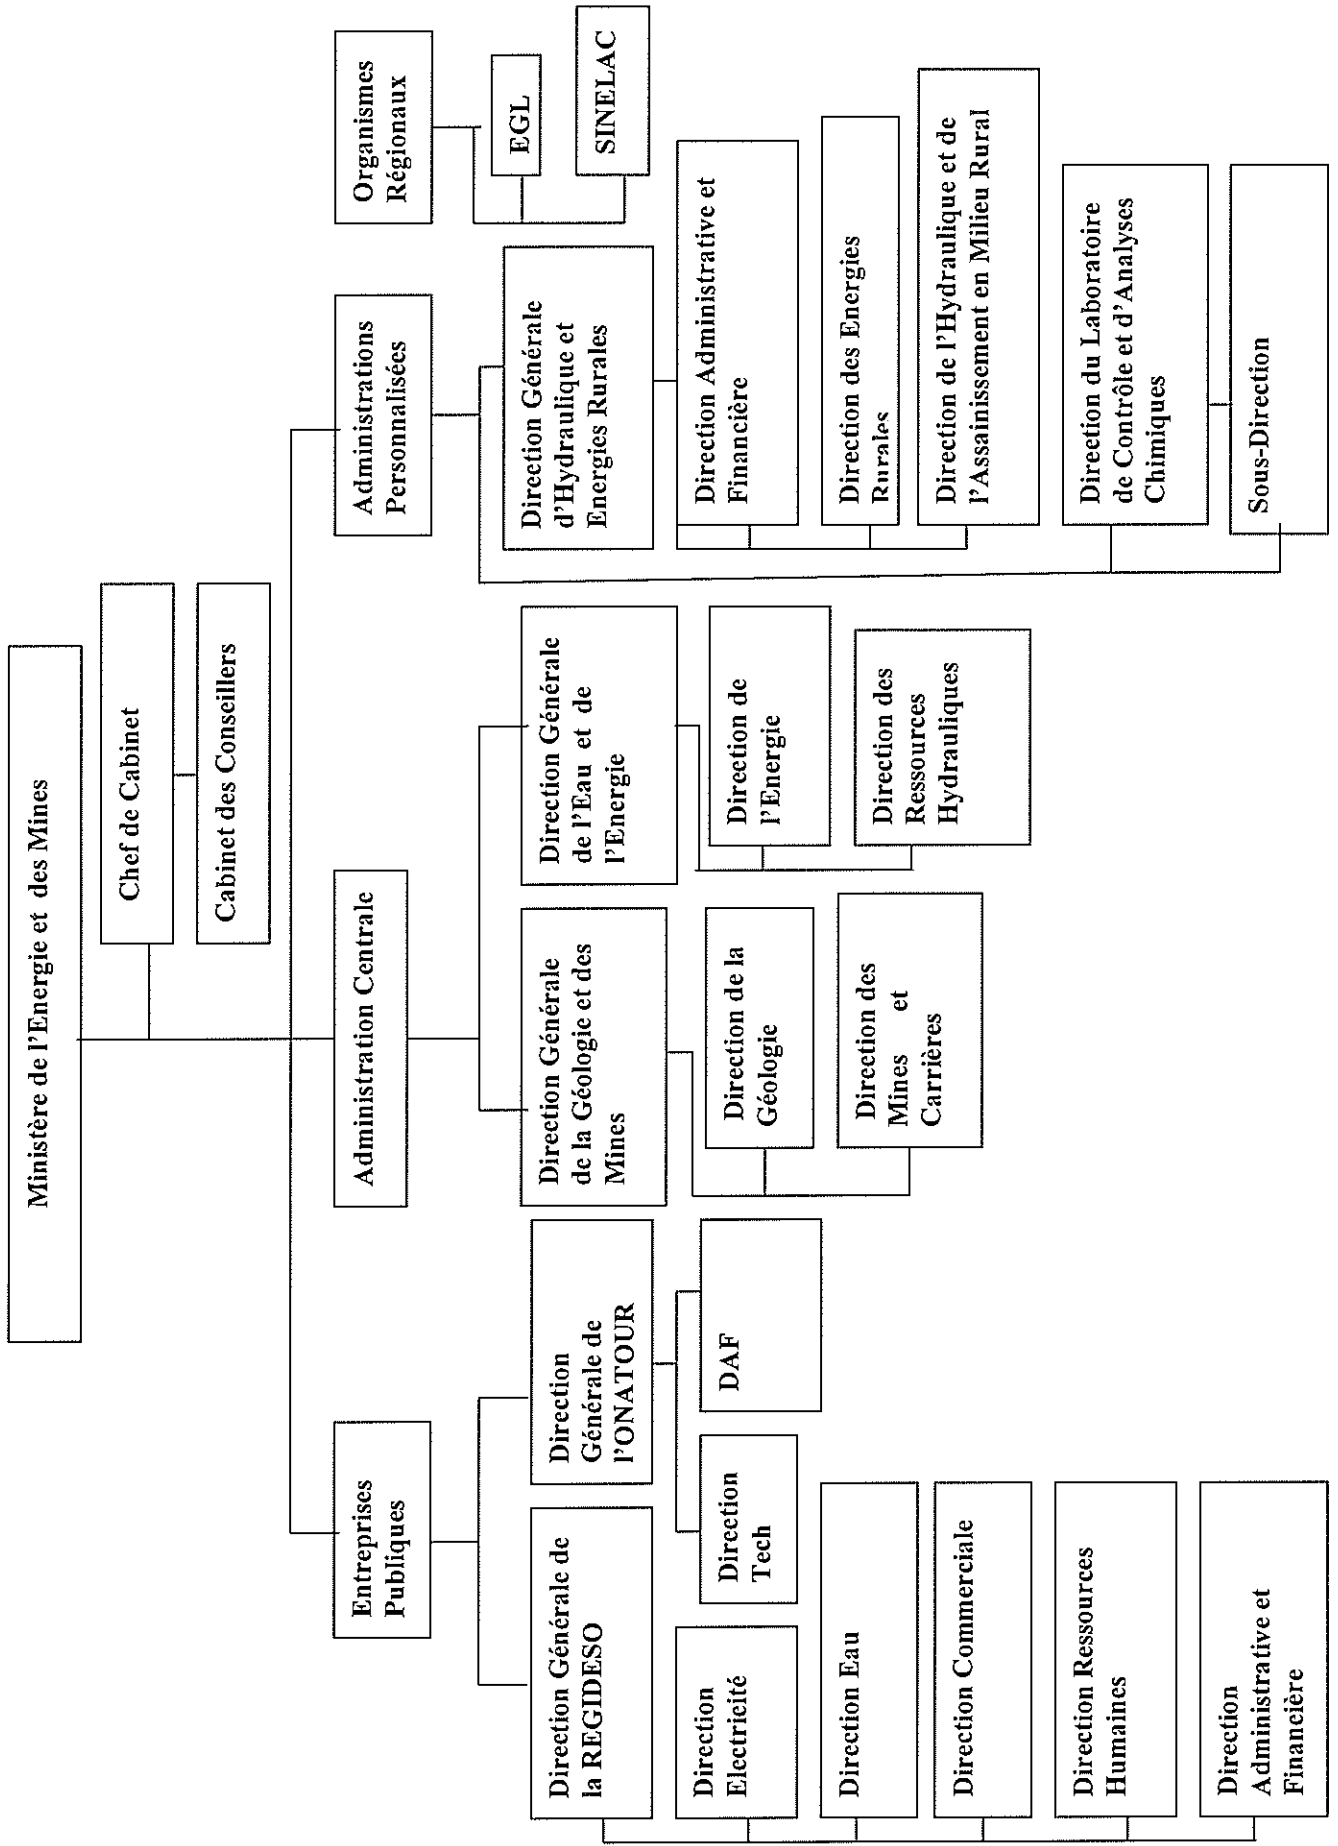 Ministère de l'Energie et des Mines
Chef de Cabinet
Cabinet des Conseillers
Entreprises
Publiques
Administration Centrale
Administrations
Personnalisées
Organismes
Régionaux
Direction Générale de
la REGIDESO
Direction
Electricité
Direction Eau
Direction Commerciale
Direction Ressources
Humaines
Direction
Administrative et
Financière
Direction
Générale de
l'ONATOUR
Direction
Tech
DAF
Direction Générale
de la Géologie et des
Mines
Direction de la
Géologie
Direction des
Mines et
Carrières
Direction Générale
de l'Eau et de
l'Energie
Direction de
l'Energie
Direction des
Ressources
Hydrauliques
Direction Générale
d'Hydraulique et
Energies Rurales
Direction Administrative et
Financière
Direction des Energies
Rurales
Direction de l'Hydraulique et de
l'Assainissement en Milieu Rural
Direction du Laboratoire
de Contrôle et d'Analyses
Chimiques
Sous-Direction
EGL
SINELAC